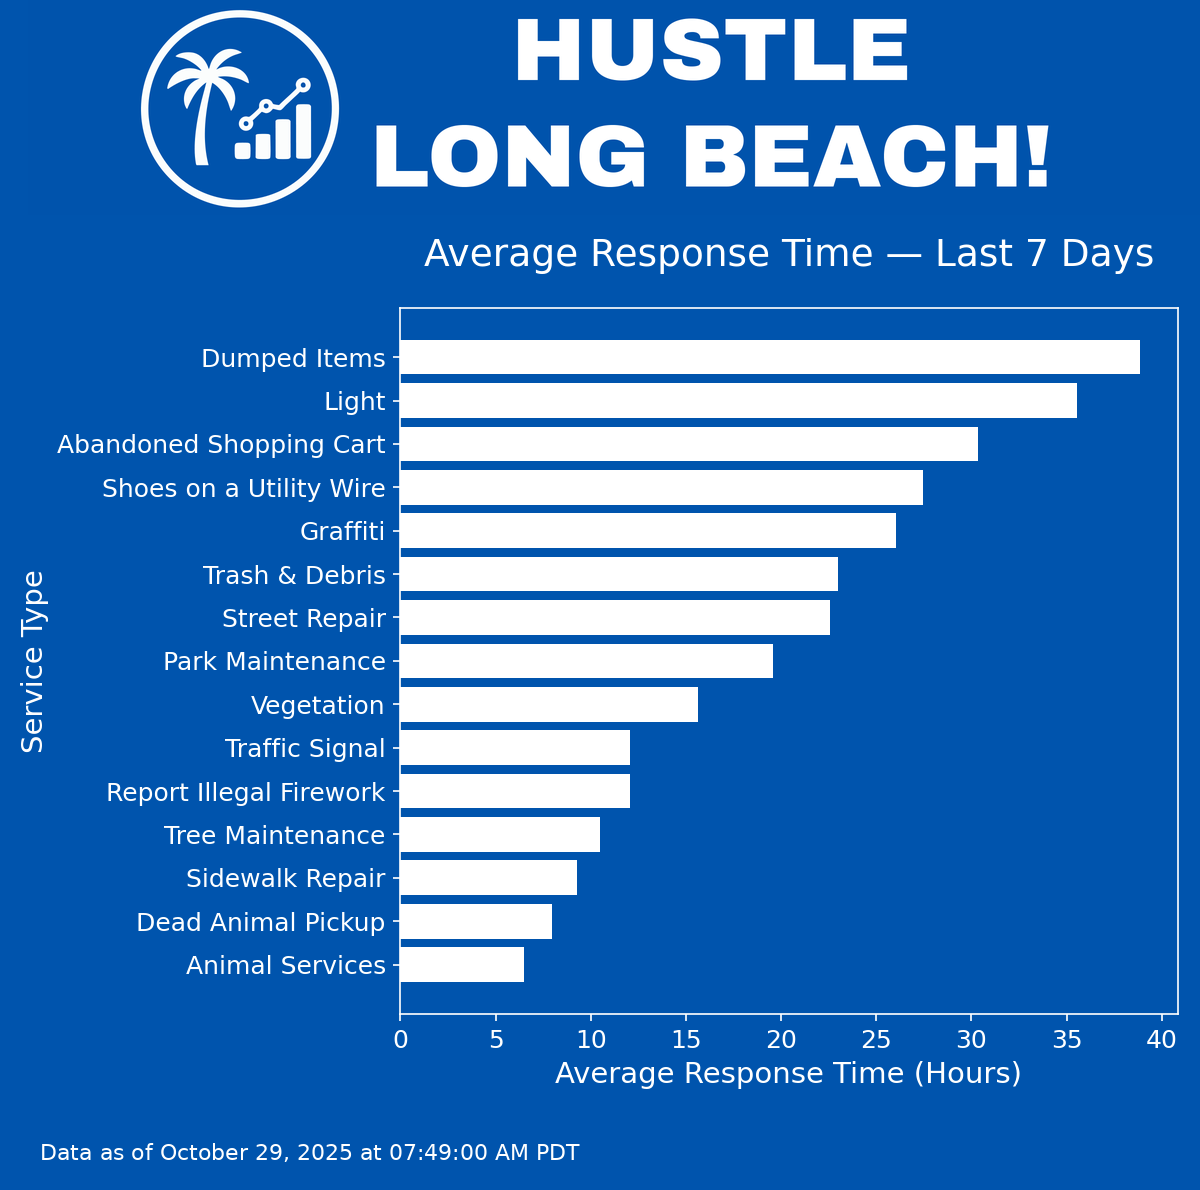 HUSTLE
LONG BEACH!
Average Response Time — Last 7 Days
Service Type
Dumped Items
Light
Abandoned Shopping Cart
Shoes on a Utility Wire
Graffiti
Trash & Debris
Street Repair
Park Maintenance
Vegetation
Traffic Signal
Report Illegal Firework
Tree Maintenance
Sidewalk Repair
Dead Animal Pickup
Animal Services
0 5 10 15 20 25 30 35 40
Average Response Time (Hours)
Data as of October 29, 2025 at 07:49:00 AM PDT